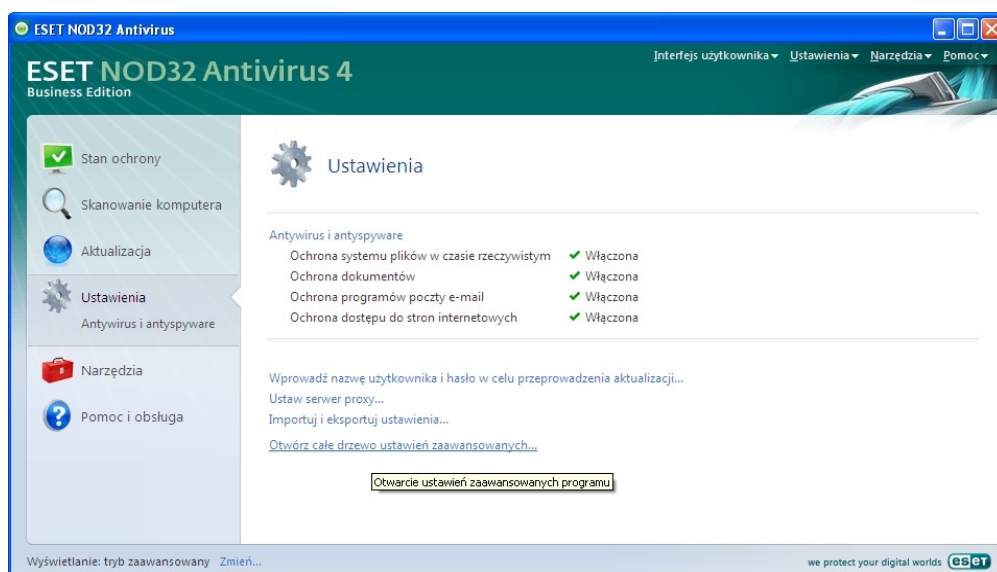 ESET NOD32 Antivirus
Interfejs użytkownika Ustawienia Narzędzia Pomoc
ESET NOD32 Antivirus 4
Business Edition
Stan ochrony
Skanowanie komputera
Aktualizacja
Ustawienia
Antywirus i antyspyware
Narzędzia
Pomoc i obsługa
Ustawienia
Antywirus i antyspyware
Ochrona systemu plików w czasie rzeczywistym Włączona
Ochrona dokumentów Włączona
Ochrona programów poczty e-mail Włączona
Ochrona dostępu do stron internetowych Włączona
Wprowadź nazwę użytkownika i hasło w celu przeprowadzenia aktualizacji...
Ustaw serwer proxy...
Importuj i eksportuj ustawienia...
Otwórz całe drzewo ustawień zaawansowanych...
Otwarcie ustawień zaawansowanych programu
Wyświetlanie: tryb zaawansowany Zmień...
we protect your digital worlds eset